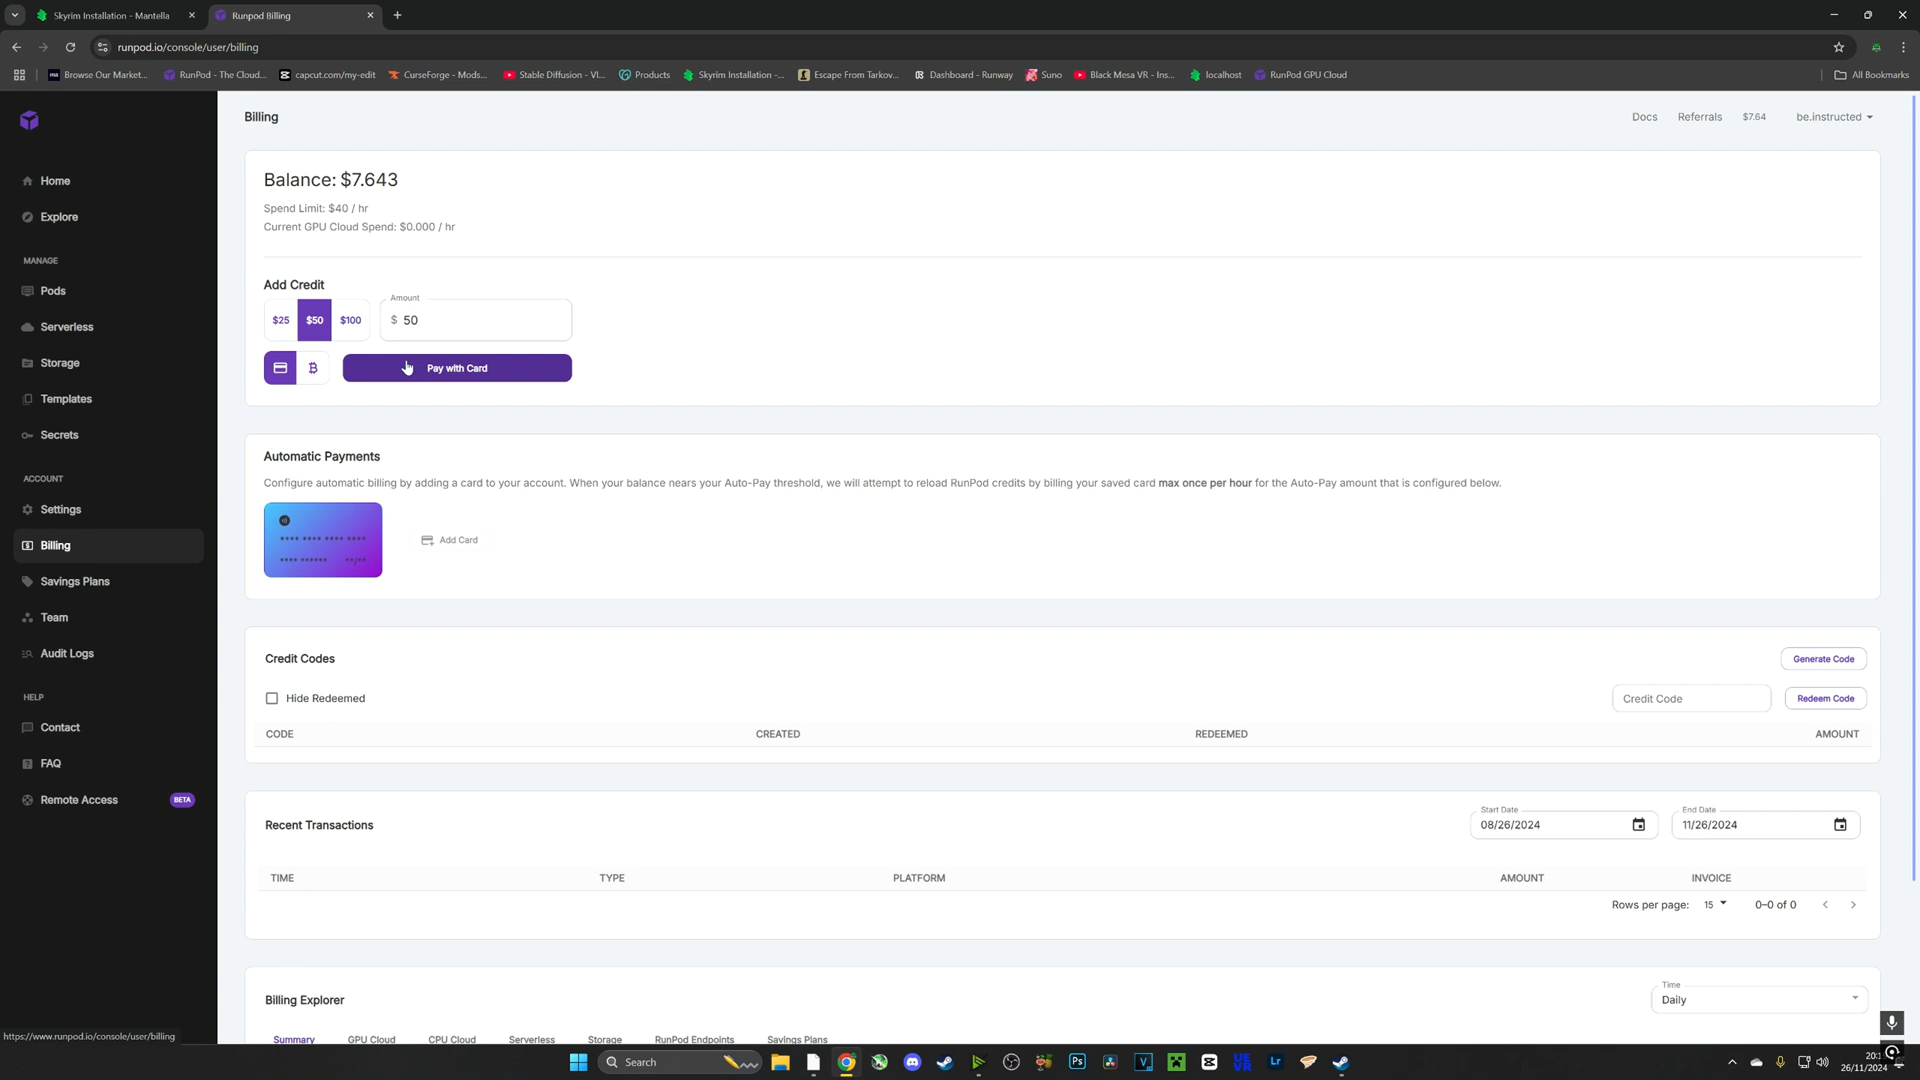 Skyrim Installation - Mantella
Runpod Billing
runpod.io/console/user/billing
Browse Our Market...
RunPod - The Cloud...
capcut.com/my-edit
CurseForge - Mods...
Stable Diffusion - VI...
Products
Skyrim Installation -...
Escape From Tarkov...
Dashboard - Runway
Suno
Black Mesa VR - Ins...
localhost
RunPod GPU Cloud
All Bookmarks
Home
Explore
MANAGE
Pods
Serverless
Storage
Templates
Secrets
ACCOUNT
Settings
Billing
Savings Plans
Team
Audit Logs
HELP
Contact
FAQ
Remote Access BETA
Billing
Docs Referrals $7.64 be.instructed
Balance: $7.643
Spend Limit: $40 / hr
Current GPU Cloud Spend: $0.000 / hr
Add Credit
$25 $50 $100
Amount
$ 50
Pay with Card
Automatic Payments
Configure automatic billing by adding a card to your account. When your balance nears your Auto-Pay threshold, we will attempt to reload RunPod credits by billing your saved card max once per hour for the Auto-Pay amount that is configured below.
**** **** **** ****
**** ****** **/**
Add Card
Credit Codes
Generate Code
Hide Redeemed
Credit Code
Redeem Code
CODE CREATED REDEEMED AMOUNT
Recent Transactions
Start Date
08/26/2024
End Date
11/26/2024
TIME TYPE PLATFORM AMOUNT INVOICE
Rows per page: 15 0–0 of 0
Billing Explorer
Time
Daily
Summary GPU Cloud CPU Cloud Serverless Storage RunPod Endpoints Savings Plans
https://www.runpod.io/console/user/billing
Search
Ps
Lr
26/11/2024